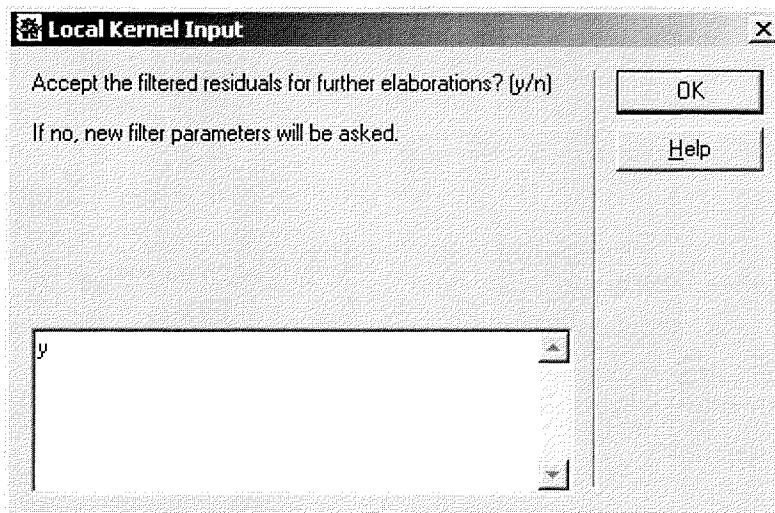 Local Kernel Input
Accept the filtered residuals for further elaborations? (y/n)
If no, new filter parameters will be asked.
OK
Help
y